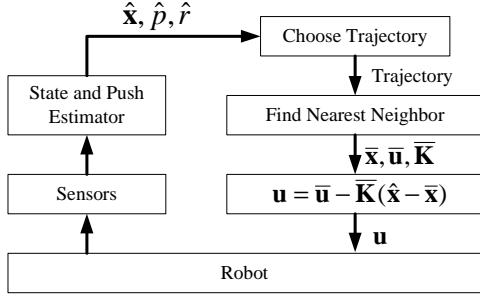 x̂, p̂, r̂
Choose Trajectory
Trajectory
State and Push
Estimator
Find Nearest Neighbor
x̄, ū, K̄
Sensors
u = ū − K̄(x̂ − x̄)
u
Robot